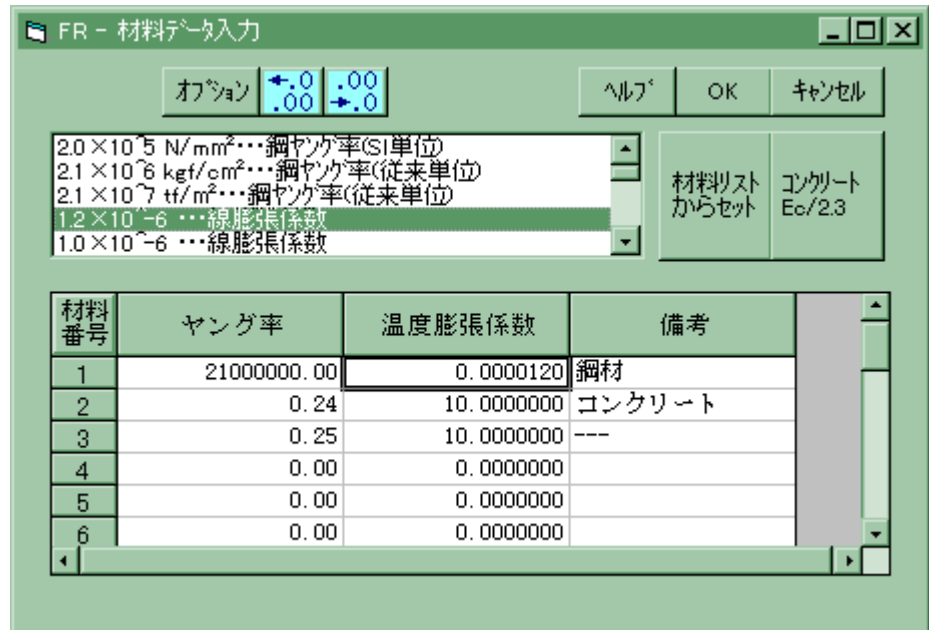 FR - 材料ﾃﾞｰﾀ入力
ｵﾌﾟｼｮﾝ
←.0 .00
.00 →.0
ﾍﾙﾌﾟ OK ｷｬﾝｾﾙ
2.0×10^5 N/mm²･･･鋼ﾔﾝｸﾞ率(SI単位)
2.1×10^6 kgf/cm²･･･鋼ﾔﾝｸﾞ率(従来単位)
2.1×10^7 tf/m²･･･鋼ﾔﾝｸﾞ率(従来単位)
1.2×10^-6 ･･･線膨張係数
1.0×10^-6 ･･･線膨張係数
材料ﾘｽﾄ
からｾｯﾄ
ｺﾝｸﾘｰﾄ
Ec/2.3
材料
番号
ヤング率 温度膨張係数 備考
1 21000000.00 0.0000120 鋼材
2 0.24 10.0000000 コンクリート
3 0.25 10.0000000 ---
4 0.00 0.0000000
5 0.00 0.0000000
6 0.00 0.0000000